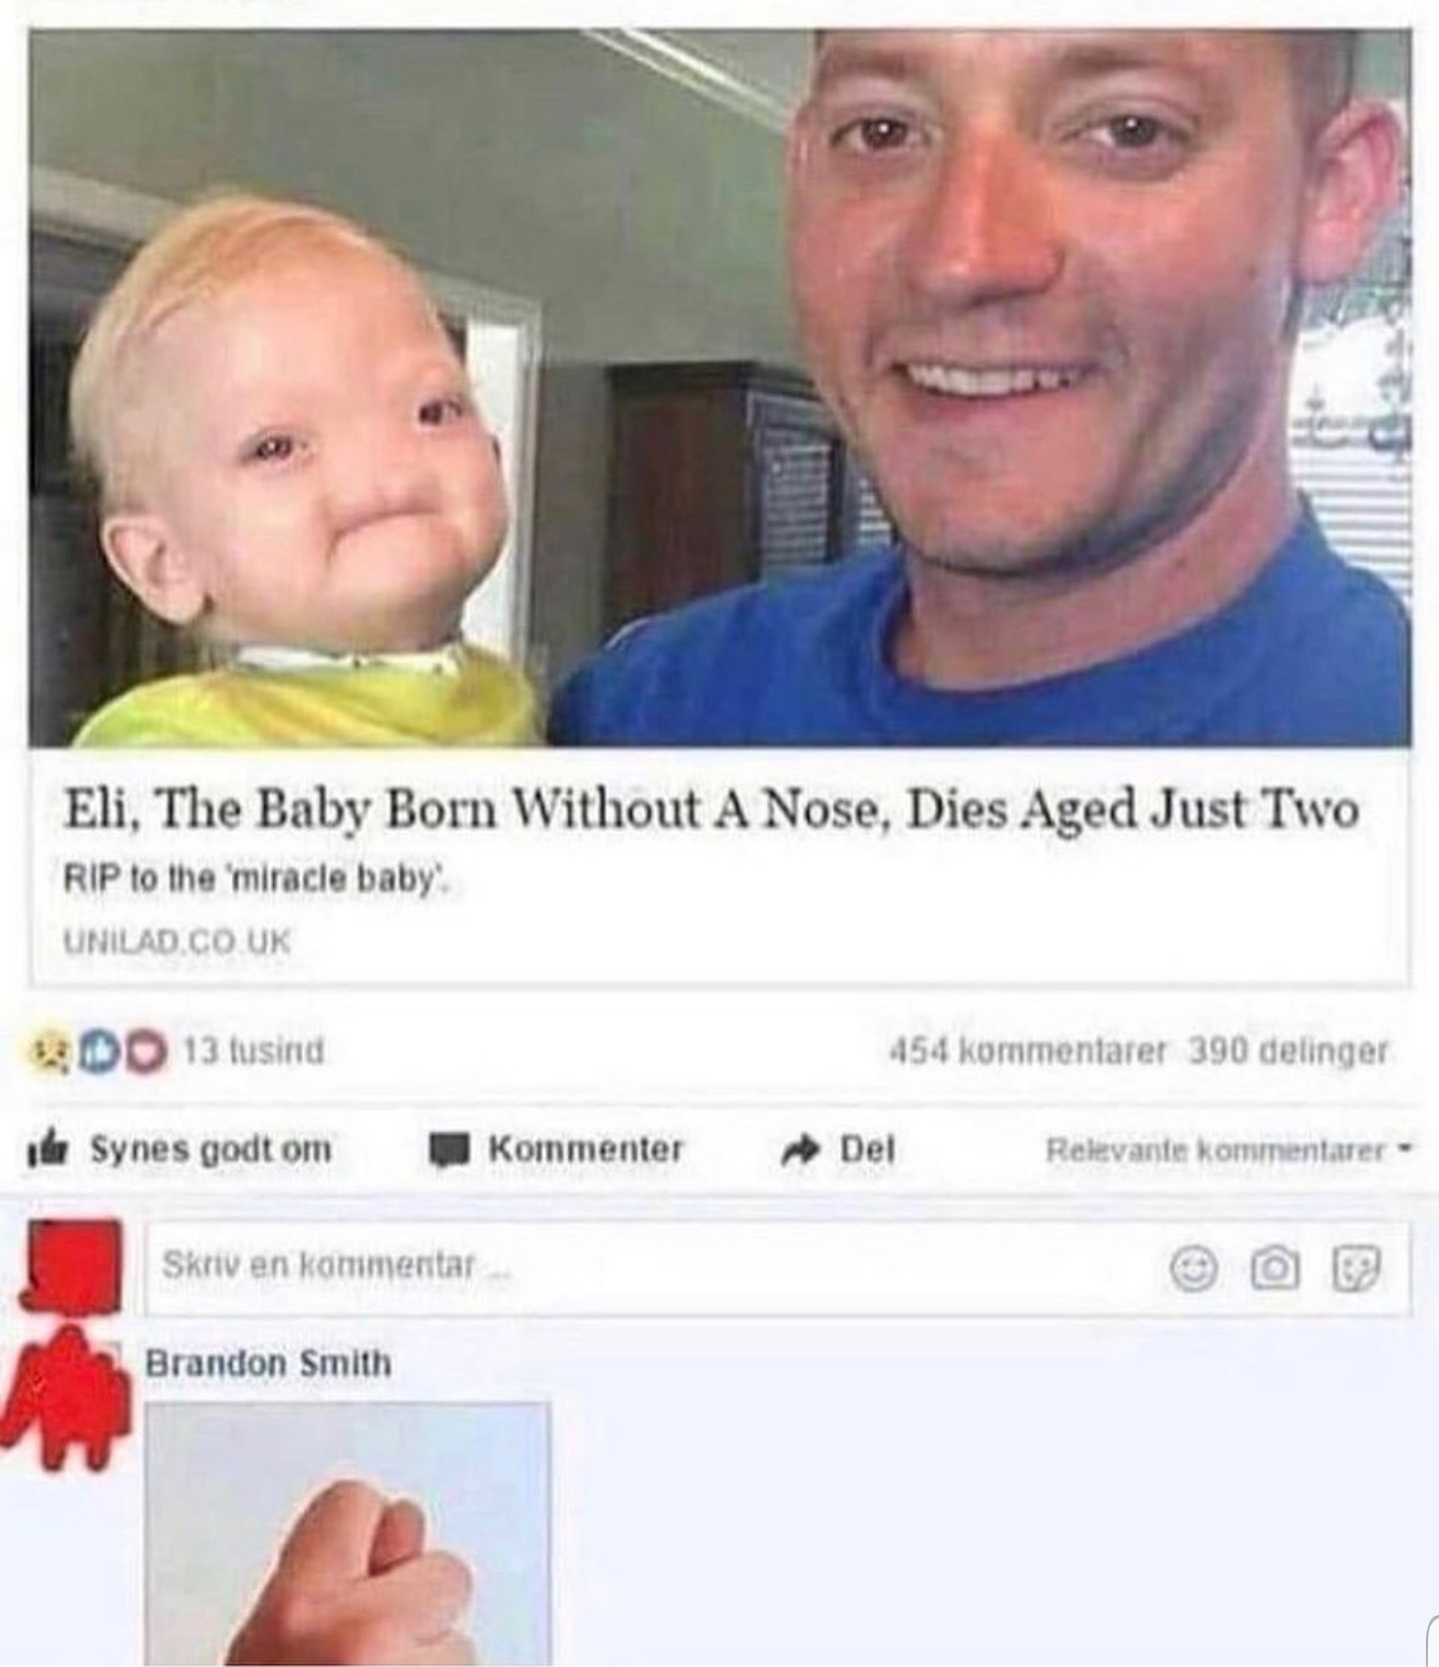 Eli, The Baby Born Without A Nose, Dies Aged Just Two
RIP to the 'miracle baby'.
UNILAD.CO.UK
13 tusind
454 kommentarer 390 delinger
Synes godt om
Kommenter
Del
Relevante kommentarer
Skriv en kommentar ...
Brandon Smith